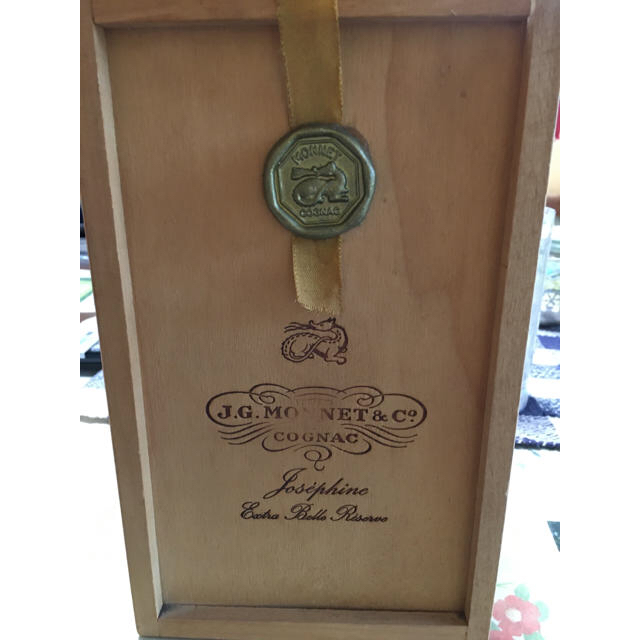 MONNET
COGNAC
J.G. MONNET & Cº
COGNAC
Joséphine
Extra Belle Réserve